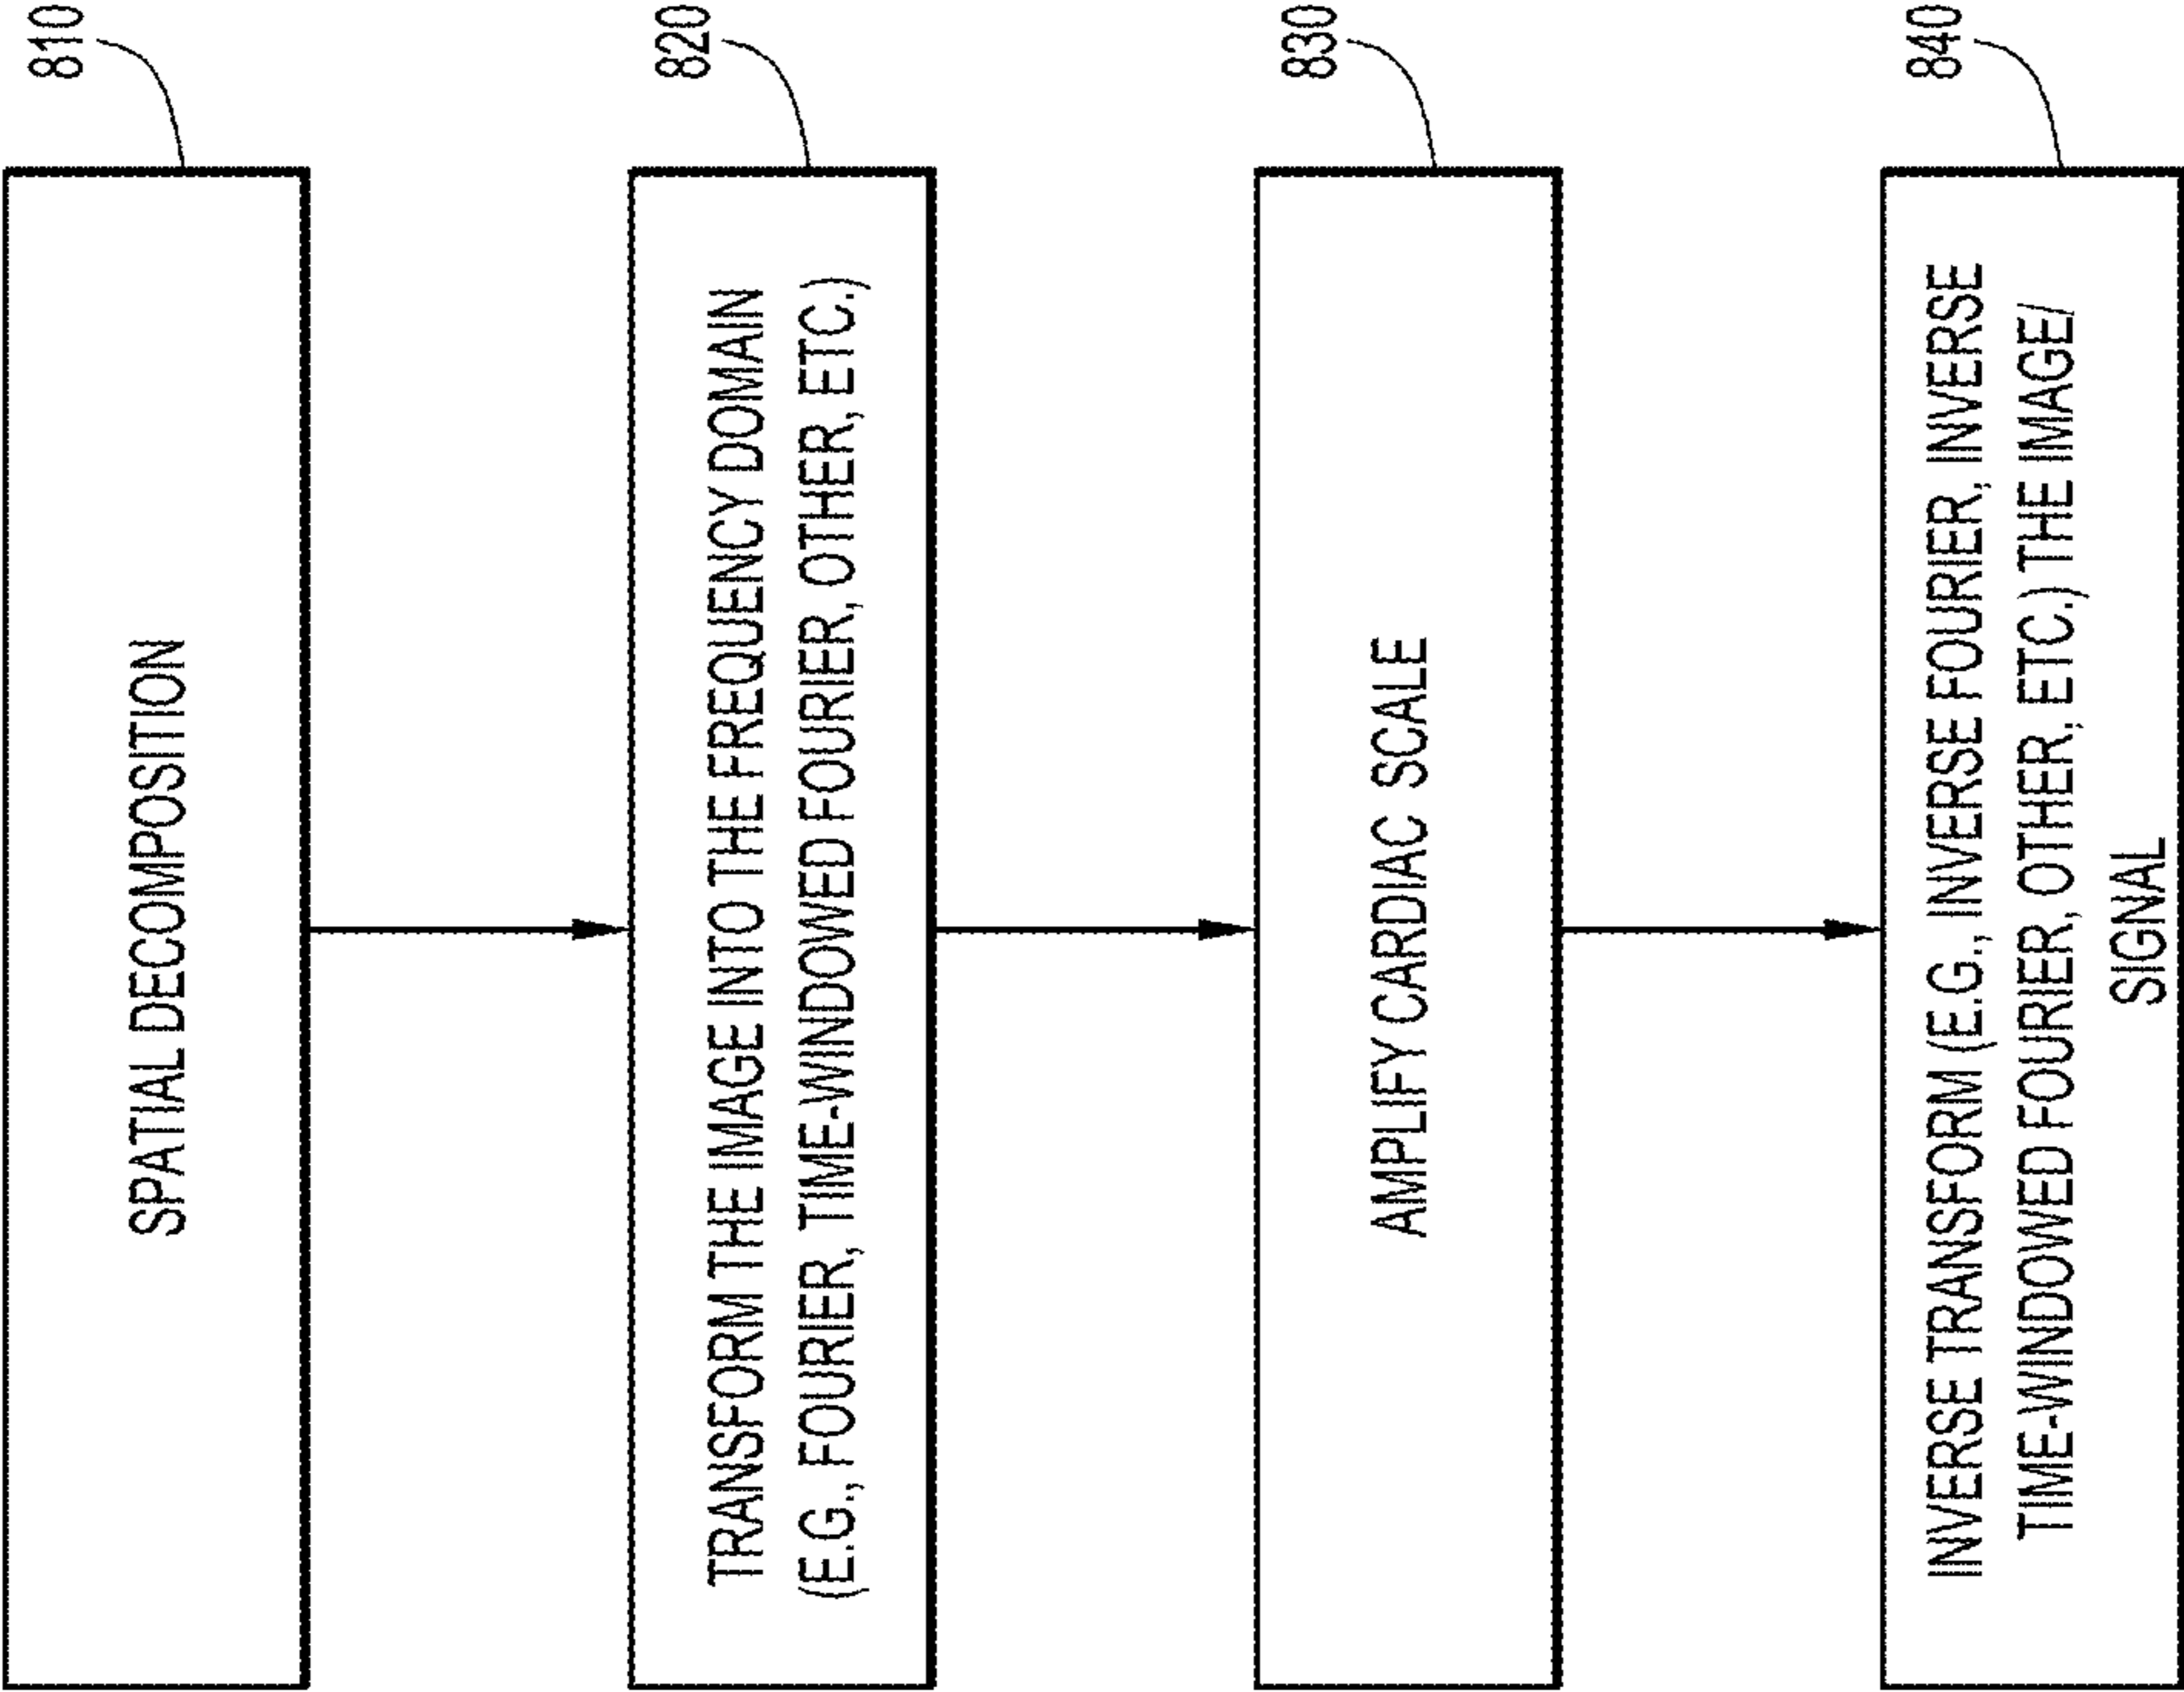 810
SPATIAL DECOMPOSITION
820
TRANSFORM THE IMAGE INTO THE FREQUENCY DOMAIN
(E.G., FOURIER, TIME-WINDOWED FOURIER, OTHER, ETC.)
830
AMPLIFY CARDIAC SCALE
840
INVERSE TRANSFORM (E.G., INVERSE FOURIER, INVERSE
TIME-WINDOWED FOURIER, OTHER, ETC.) THE IMAGE/
SIGNAL